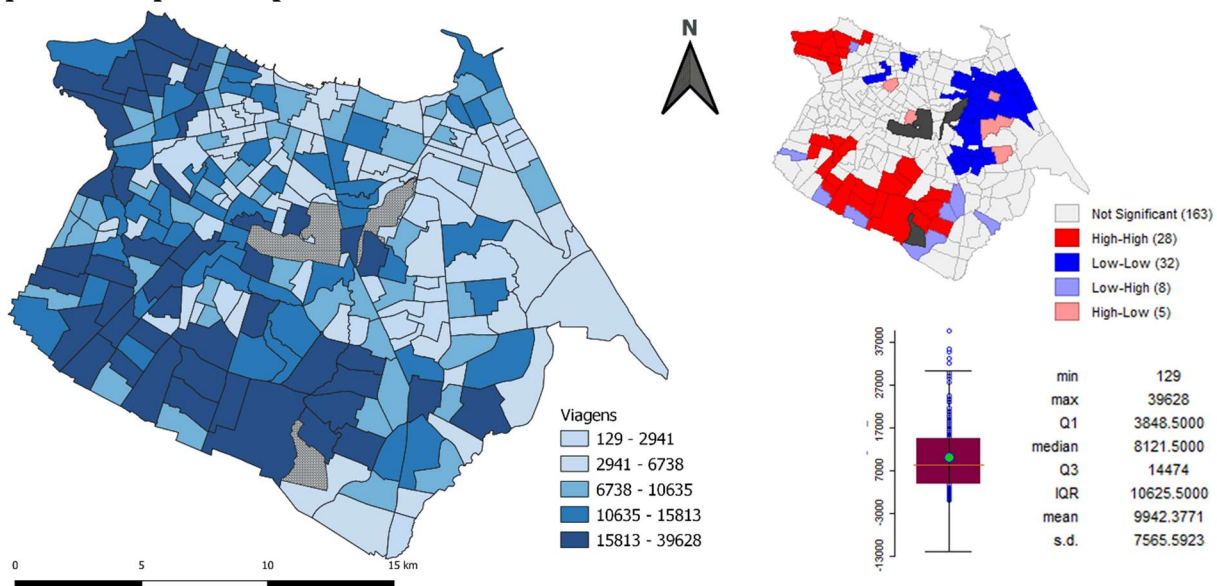 N
Not Significant (163)
High-High (28)
Low-Low (32)
Low-High (8)
High-Low (5)
Viagens
129 - 2941
2941 - 6738
6738 - 10635
10635 - 15813
15813 - 39628
0 5 10 15 km
37000
27000
17000
7000
-3000
-13000
min 129
max 39628
Q1 3848.5000
median 8121.5000
Q3 14474
IQR 10625.5000
mean 9942.3771
s.d. 7565.5923